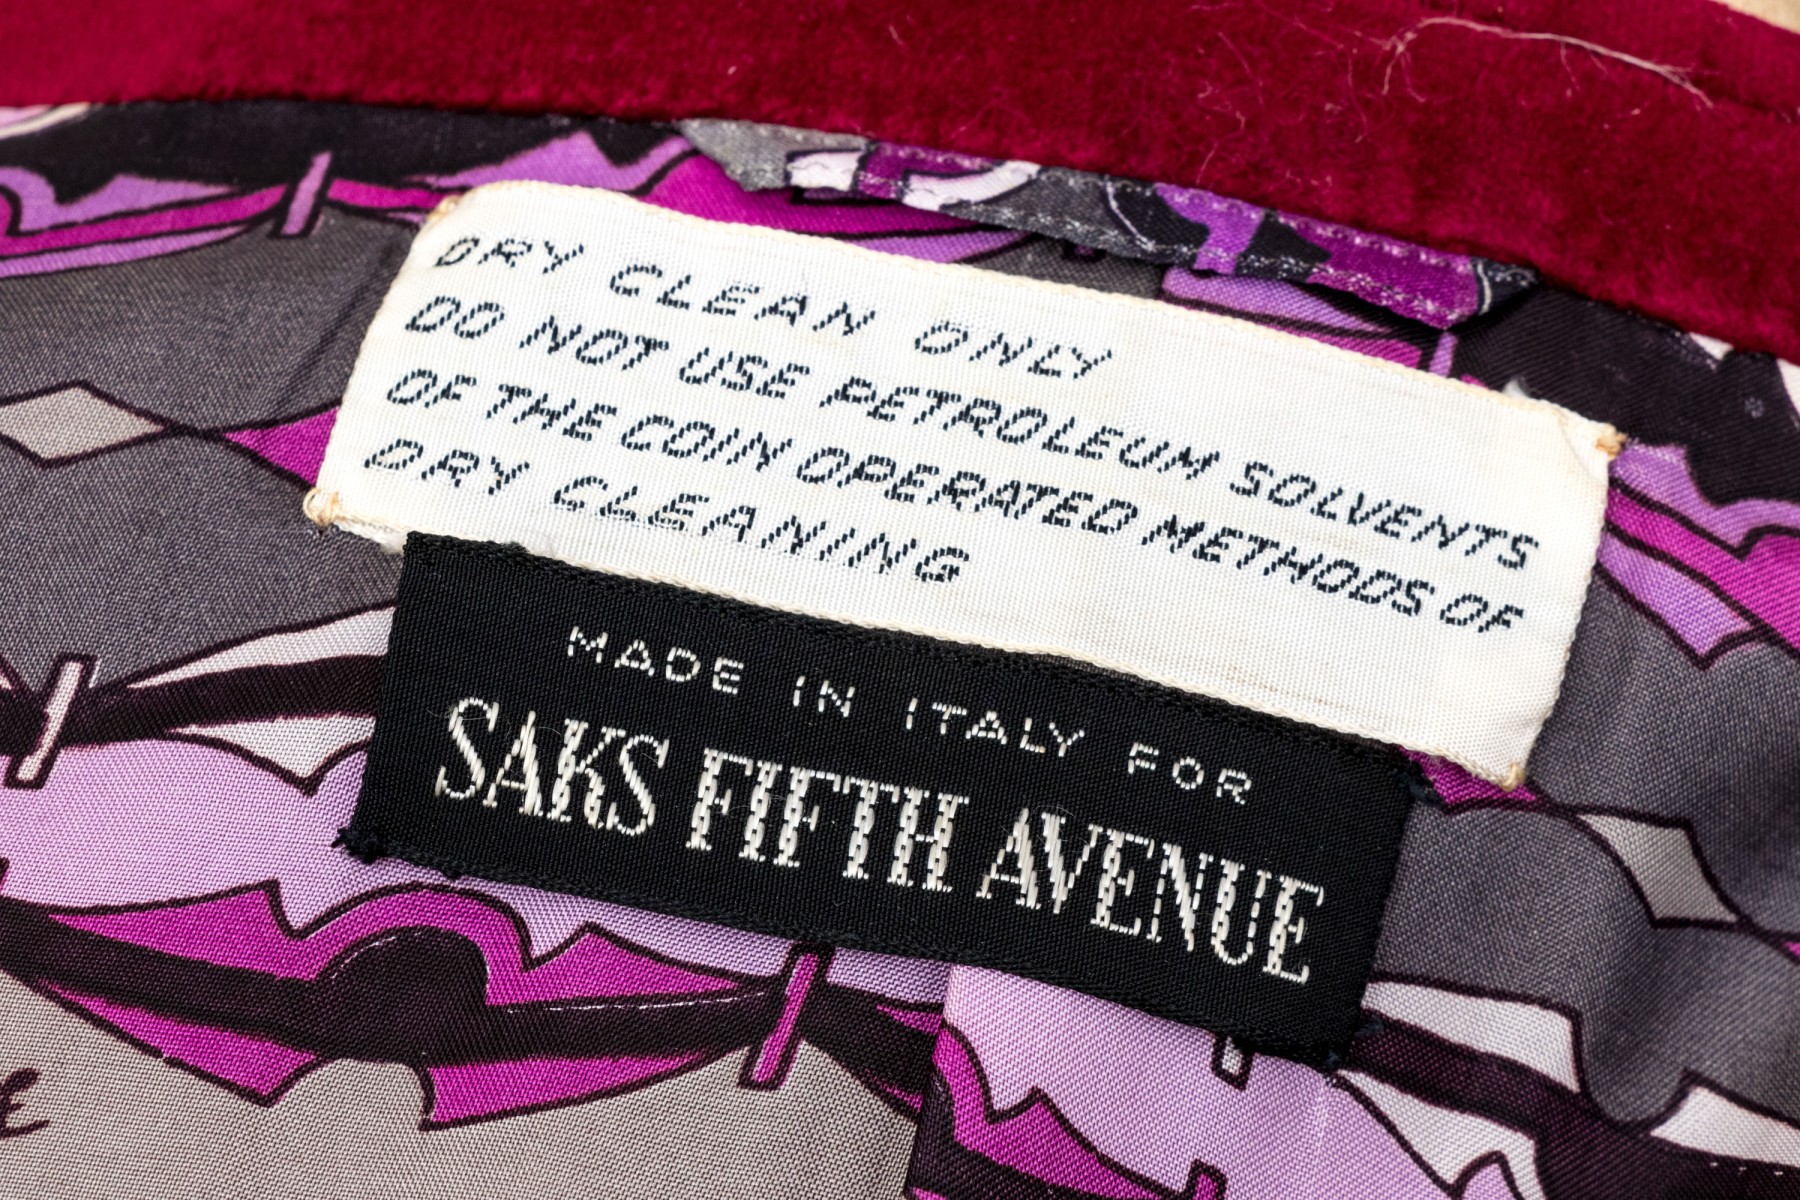 DRY CLEAN ONLY
DO NOT USE PETROLEUM SOLVENTS
OF THE COIN OPERATED METHODS OF
DRY CLEANING
MADE IN ITALY FOR
SAKS FIFTH AVENUE